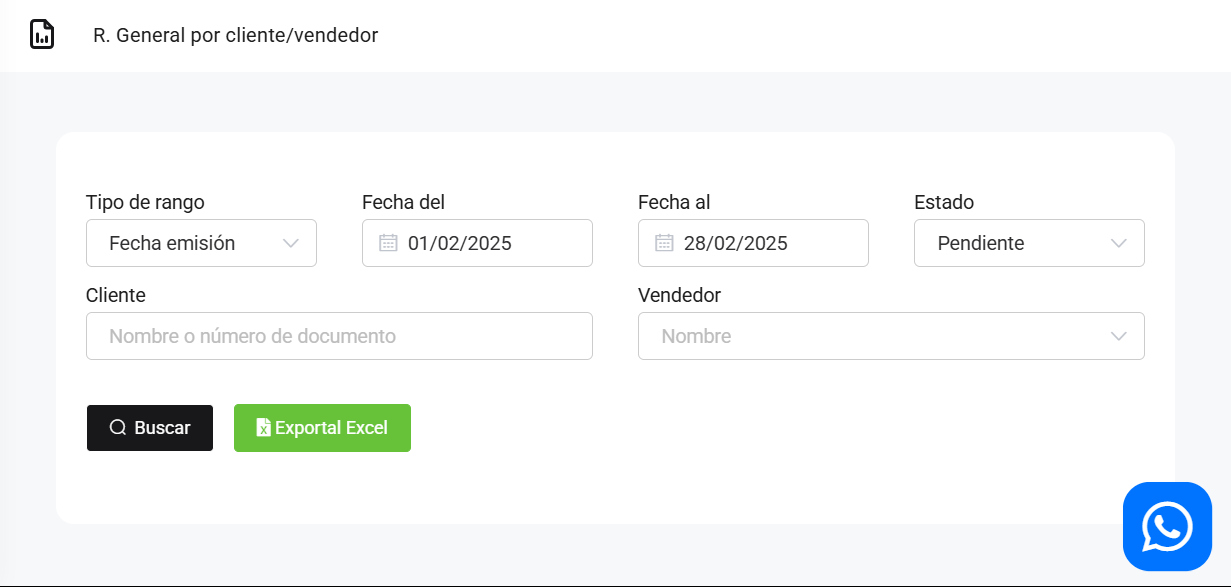 R. General por cliente/vendedor
Tipo de rango
Fecha del
Fecha al
Estado
Fecha emisión
01/02/2025
28/02/2025
Pendiente
Cliente
Vendedor
Nombre o número de documento
Nombre
Buscar
Exportal Excel